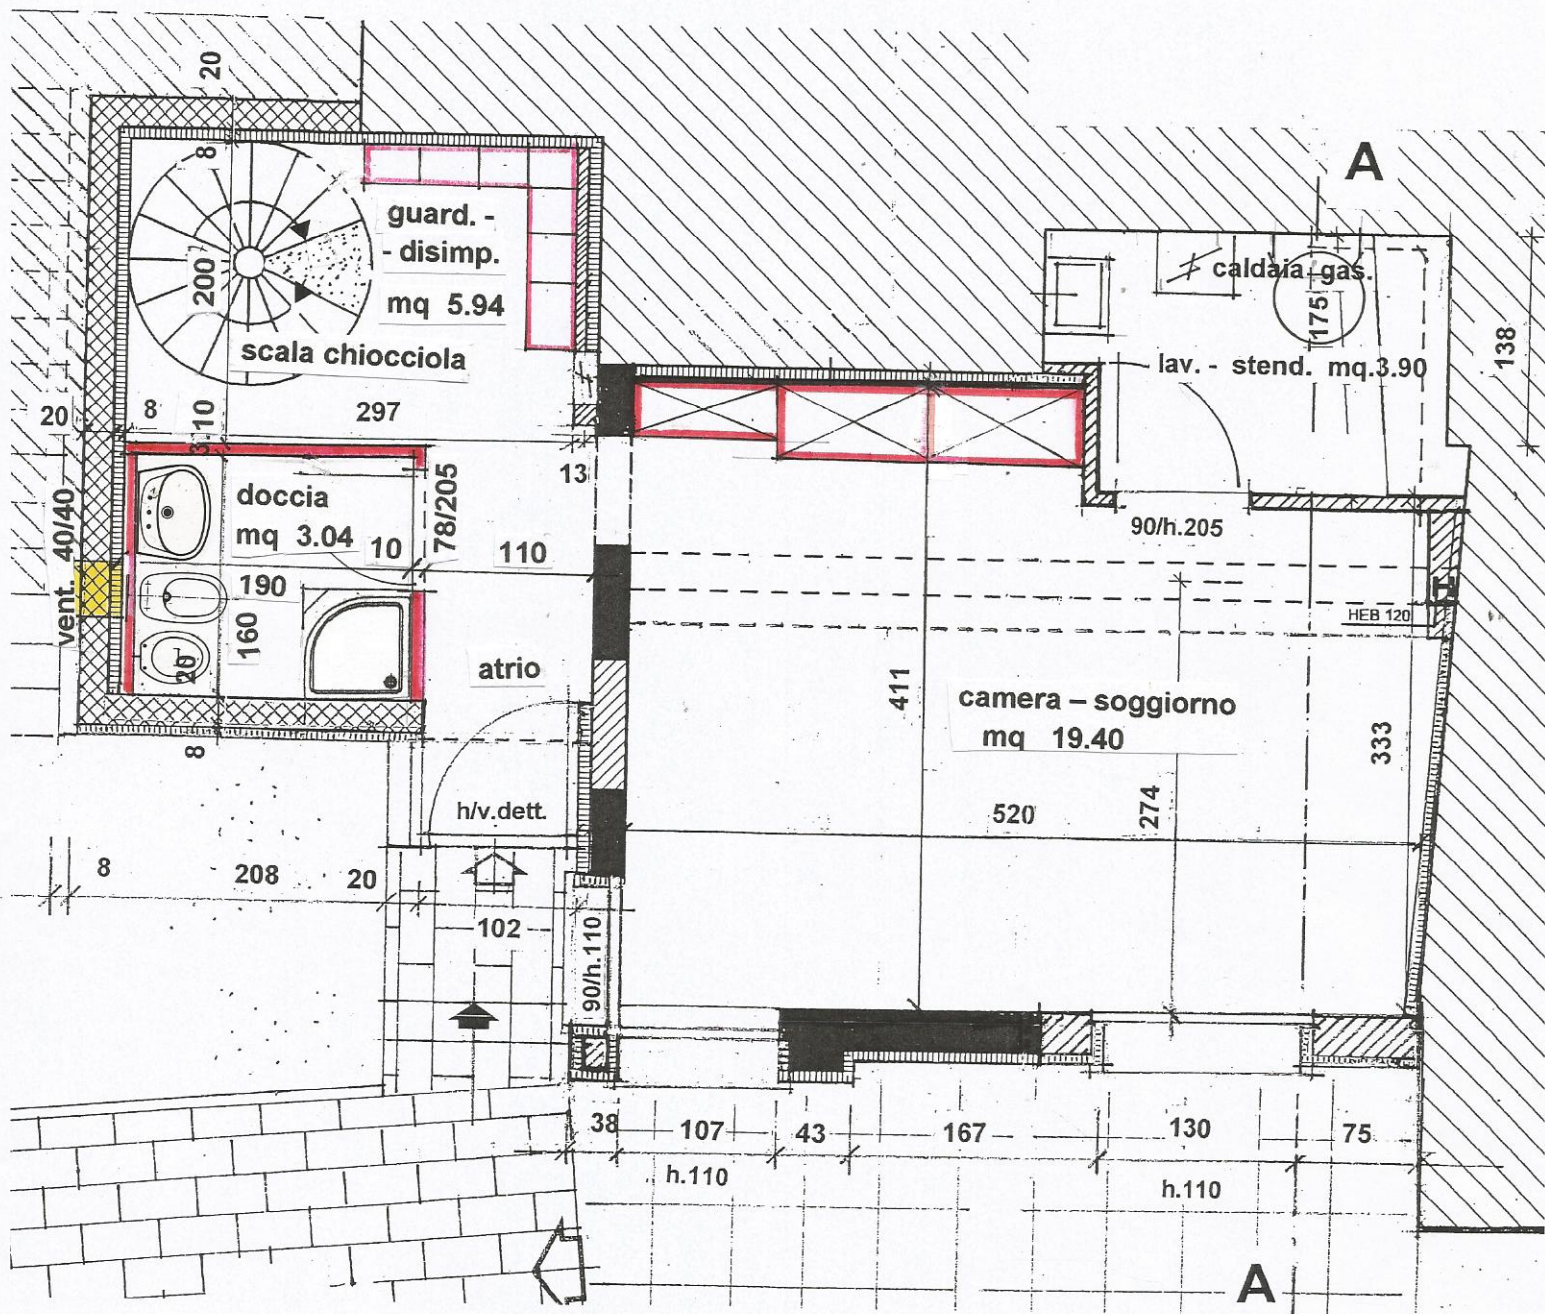 20
A
8
guard. -
- disimp.
200
mq 5.94
caldaia gas.
175
138
scala chiocciola
lav. - stend. mq.3.90
20
8
3.10
297
13
doccia
mq 3.04
78/205
90/h.205
10
110
vent. 40/40
190
160
20
HEB 120
atrio
411
camera – soggiorno
mq 19.40
333
8
h/v.dett.
520
274
8
208
20
102
90/h.110
38
107
43
167
130
75
h.110
h.110
A